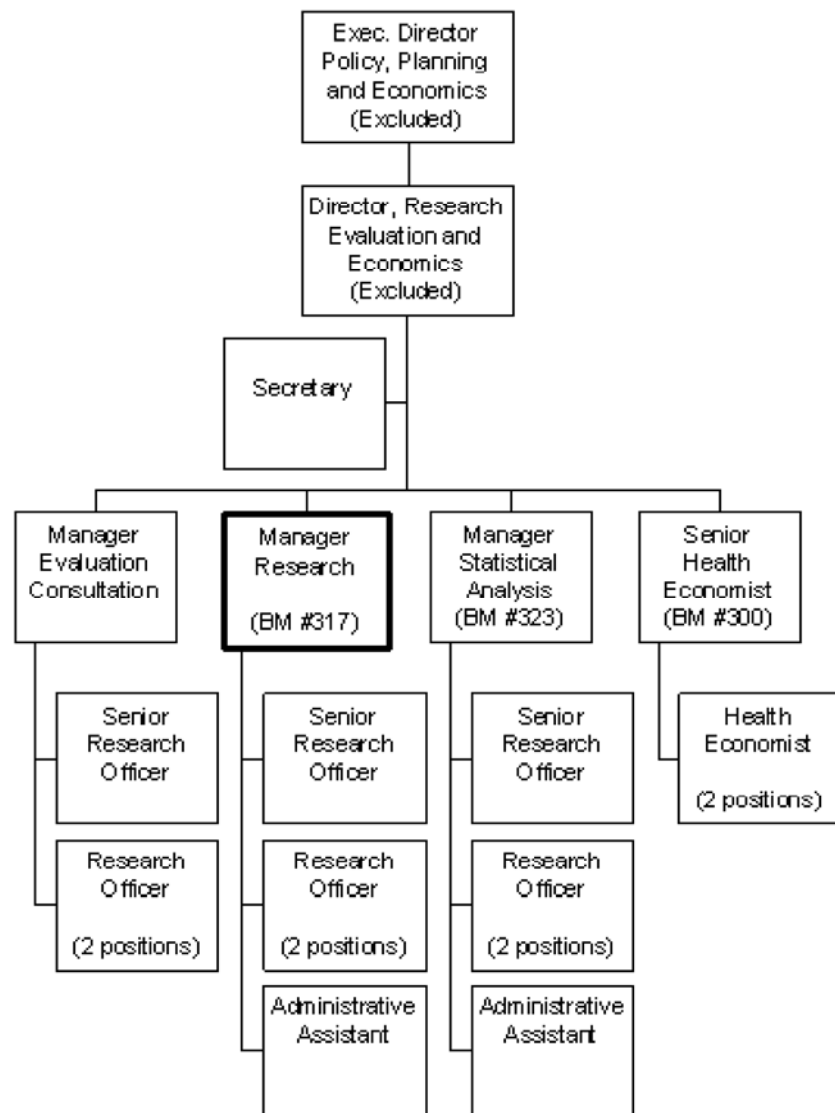 Exec. Director
Policy, Planning
and Economics
(Excluded)
Director, Research
Evaluation and
Economics
(Excluded)
Secretary
Manager
Evaluation
Consultation
Manager
Research
(BM #317)
Manager
Statistical
Analysis
(BM #323)
Senior
Health
Economist
(BM #300)
Senior
Research
Officer
Senior
Research
Officer
Senior
Research
Officer
Health
Economist
(2 positions)
Research
Officer
(2 positions)
Research
Officer
(2 positions)
Research
Officer
(2 positions)
Administrative
Assistant
Administrative
Assistant